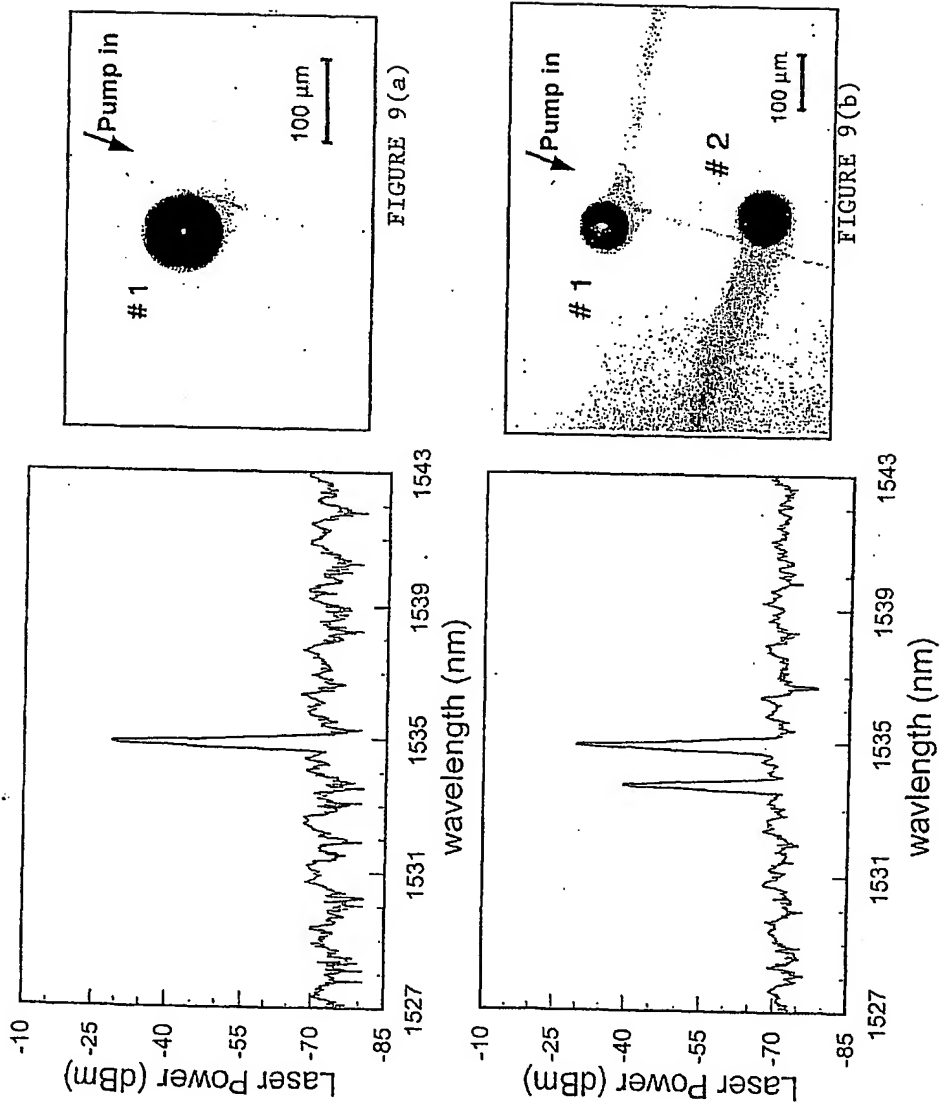 Laser Power (dBm)
-10
-25
-40
-55
-70
-85
1527
1531
1535
1539
1543
wavelength (nm)
# 1
Pump in
100 μm
FIGURE 9(a)
Laser Power (dBm)
-10
-25
-40
-55
-70
-85
1527
1531
1535
1539
1543
wavlength (nm)
# 1
Pump in
# 2
100 μm
FIGURE 9(b)